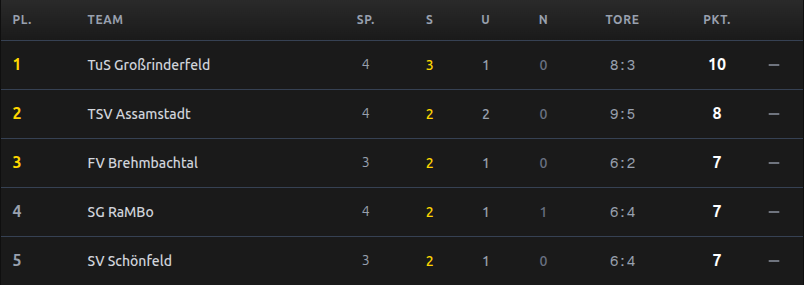 PL. TEAM SP. S U N TORE PKT.
1 TuS Großrinderfeld 4 3 1 0 8:3 10 —
2 TSV Assamstadt 4 2 2 0 9:5 8 —
3 FV Brehmbachtal 3 2 1 0 6:2 7 —
4 SG RaMBo 4 2 1 1 6:4 7 —
5 SV Schönfeld 3 2 1 0 6:4 7 —